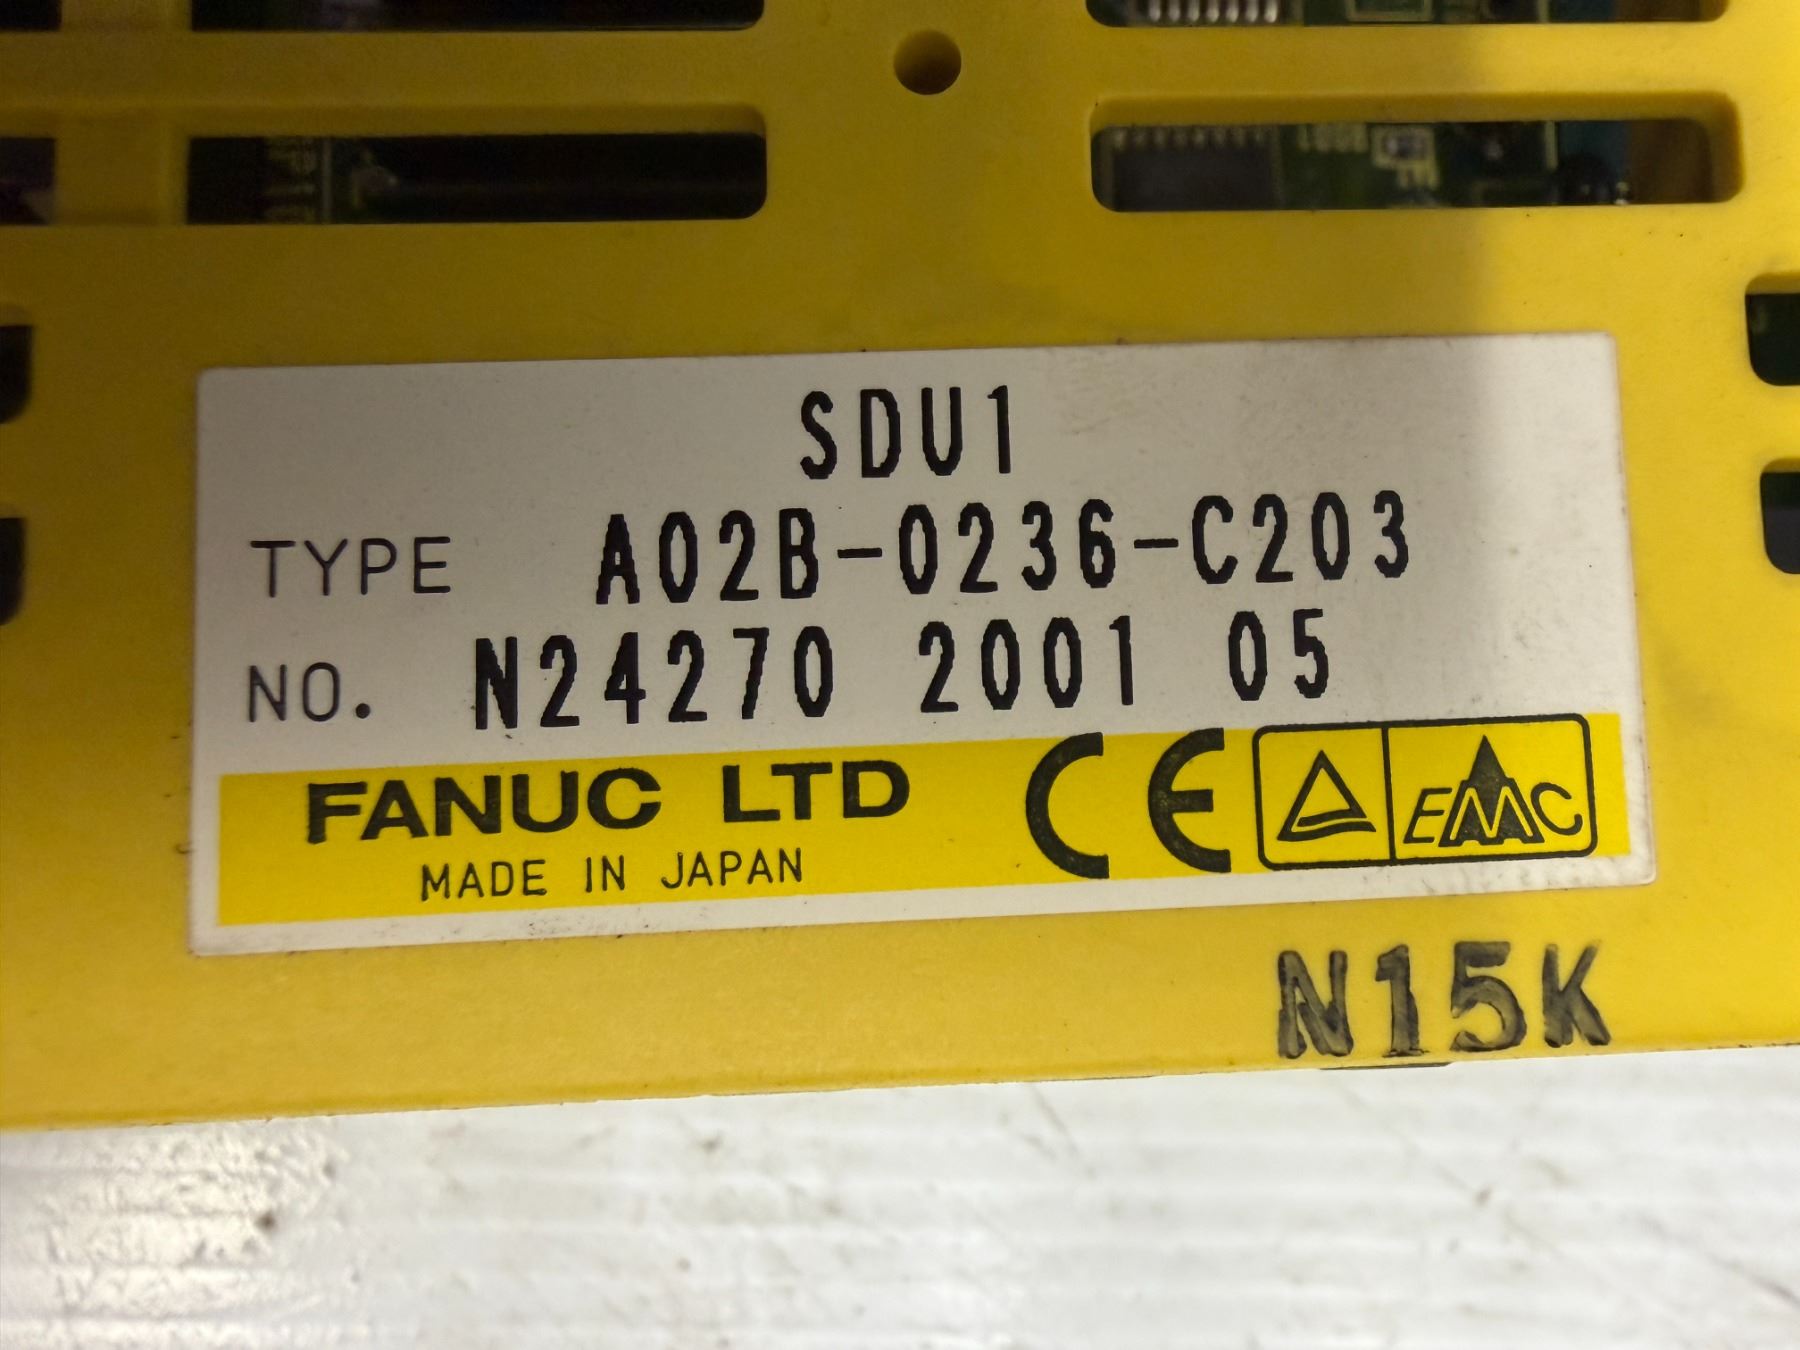 SDU1
TYPE A02B-0236-C203
NO. N24270 2001 05
FANUC LTD CE EMC
MADE IN JAPAN
N15K